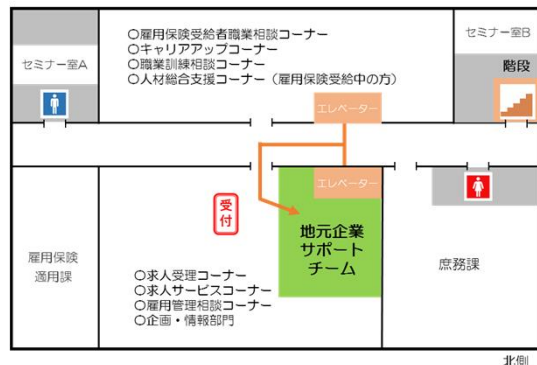 セミナー室A
○雇用保険受給者職業相談コーナー
○キャリアアップコーナー
○職業訓練相談コーナー
○人材総合支援コーナー（雇用保険受給中の方）
セミナー室B
階段
エレベーター
エレベーター
受付
地元企業
サポート
チーム
雇用保険
適用課
○求人受理コーナー
○求人サービスコーナー
○雇用管理相談コーナー
○企画・情報部門
庶務課
北側